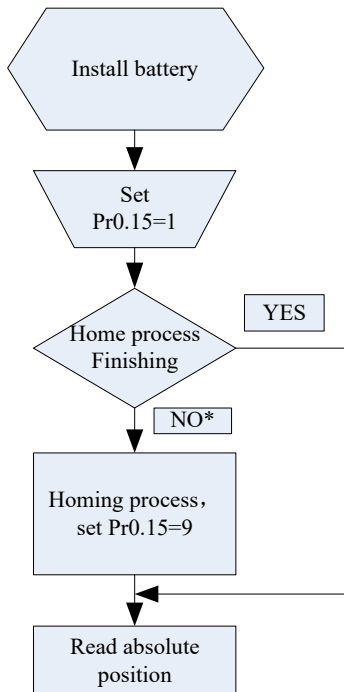 Install battery
Set
Pr0.15=1
Home process
Finishing
YES
NO*
Homing process，
set Pr0.15=9
Read absolute
position